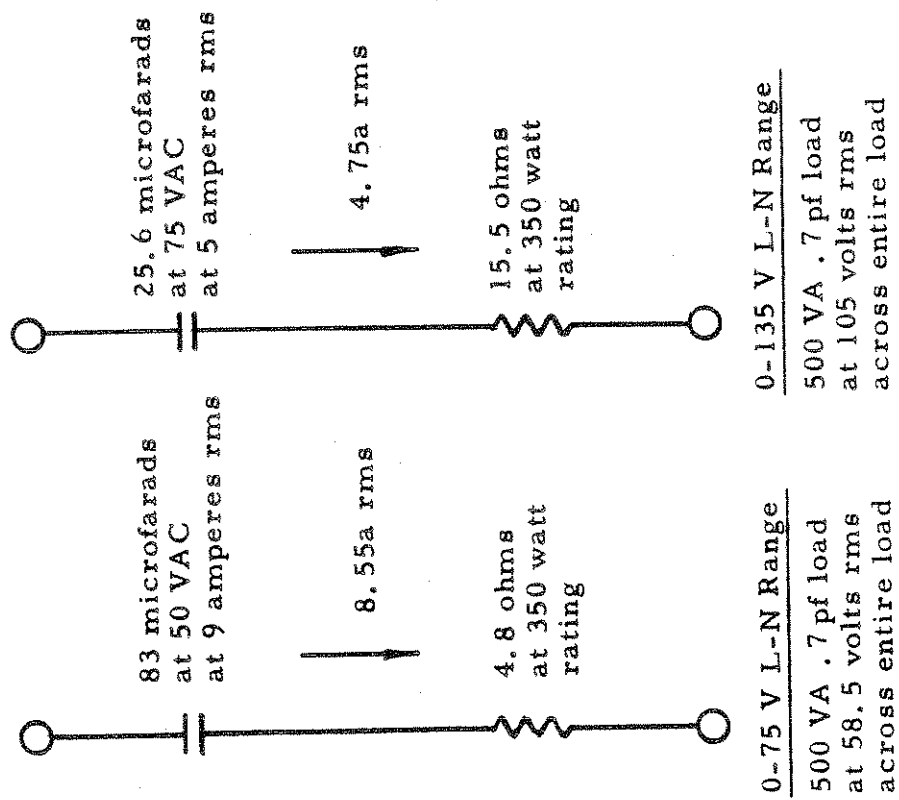 83 microfarads
at 50 VAC
at 9 amperes rms
8.55a rms
4.8 ohms
at 350 watt
rating
0-75 V L-N Range
500 VA .7 pf load
at 58.5 volts rms
across entire load
25.6 microfarads
at 75 VAC
at 5 amperes rms
4.75a rms
15.5 ohms
at 350 watt
rating
0-135 V L-N Range
500 VA .7 pf load
at 105 volts rms
across entire load